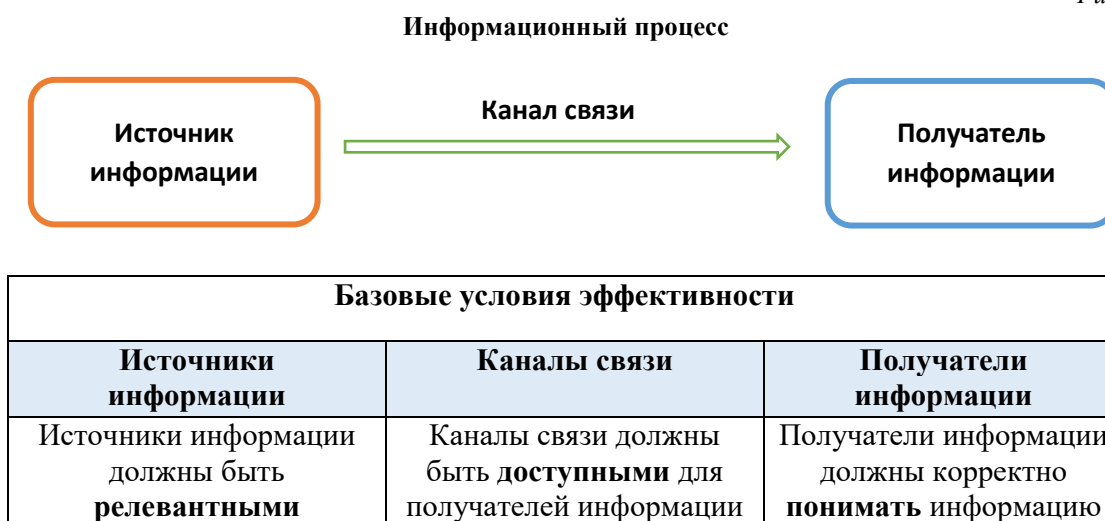 Информационный процесс
Канал связи
Источник
информации
Получатель
информации
Базовые условия эффективности
Источники
информации
Каналы связи
Получатели
информации
Источники информации
должны быть
релевантными
Каналы связи должны
быть доступными для
получателей информации
Получатели информации
должны корректно
понимать информацию